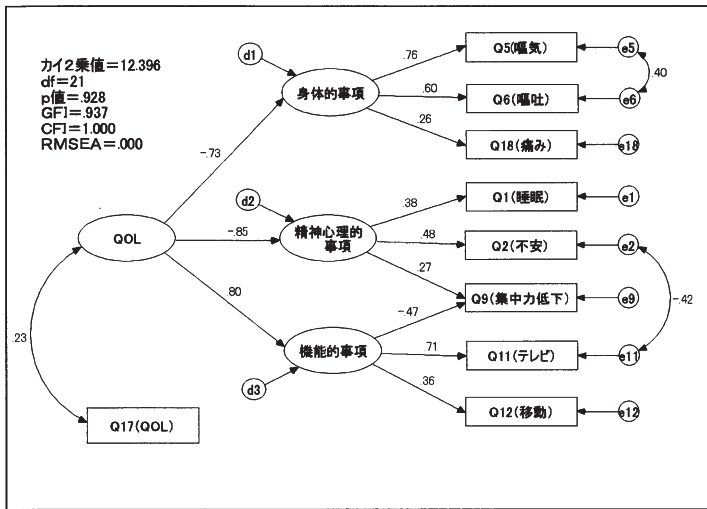 カイ2乗値=12.396
df=21
p値=.928
GFI=.937
CFI=1.000
RMSEA=.000
d1
身体的事項
.76
.60
.26
Q5(嘔気)
Q6(嘔吐)
Q18(痛み)
e5
e6
e18
.40
-.73
QOL
-.85
.80
d2
精神心理的
事項
.38
.48
.27
Q1(睡眠)
Q2(不安)
Q9(集中力低下)
e1
e2
e9
-.42
機能的事項
d3
-.47
.71
.36
Q11(テレビ)
Q12(移動)
e11
e12
.23
Q17(QOL)